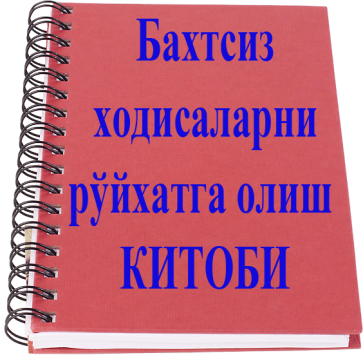 Бахтсиз
ходисаларни
рўйхатга олиш
КИТОБИ